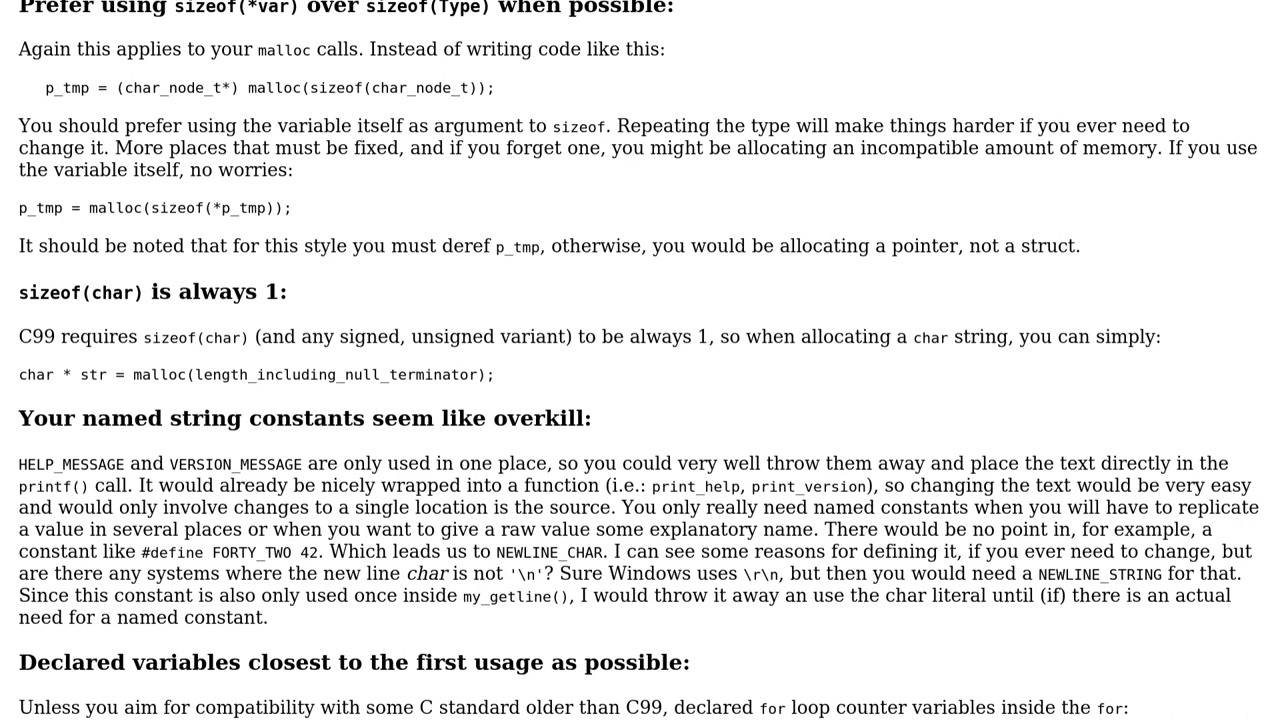 Prefer using sizeof(*var) over sizeof(Type) when possible:
Again this applies to your malloc calls. Instead of writing code like this:
p_tmp = (char_node_t*) malloc(sizeof(char_node_t));
You should prefer using the variable itself as argument to sizeof. Repeating the type will make things harder if you ever need to
change it. More places that must be fixed, and if you forget one, you might be allocating an incompatible amount of memory. If you use
the variable itself, no worries:
p_tmp = malloc(sizeof(*p_tmp));
It should be noted that for this style you must deref p_tmp, otherwise, you would be allocating a pointer, not a struct.
sizeof(char) is always 1:
C99 requires sizeof(char) (and any signed, unsigned variant) to be always 1, so when allocating a char string, you can simply:
char * str = malloc(length_including_null_terminator);
Your named string constants seem like overkill:
HELP_MESSAGE and VERSION_MESSAGE are only used in one place, so you could very well throw them away and place the text directly in the
printf() call. It would already be nicely wrapped into a function (i.e.: print_help, print_version), so changing the text would be very easy
and would only involve changes to a single location is the source. You only really need named constants when you will have to replicate
a value in several places or when you want to give a raw value some explanatory name. There would be no point in, for example, a
constant like #define FORTY_TWO 42. Which leads us to NEWLINE_CHAR. I can see some reasons for defining it, if you ever need to change, but
are there any systems where the new line char is not '\n'? Sure Windows uses \r\n, but then you would need a NEWLINE_STRING for that.
Since this constant is also only used once inside my_getline(), I would throw it away an use the char literal until (if) there is an actual
need for a named constant.
Declared variables closest to the first usage as possible:
Unless you aim for compatibility with some C standard older than C99, declared for loop counter variables inside the for: